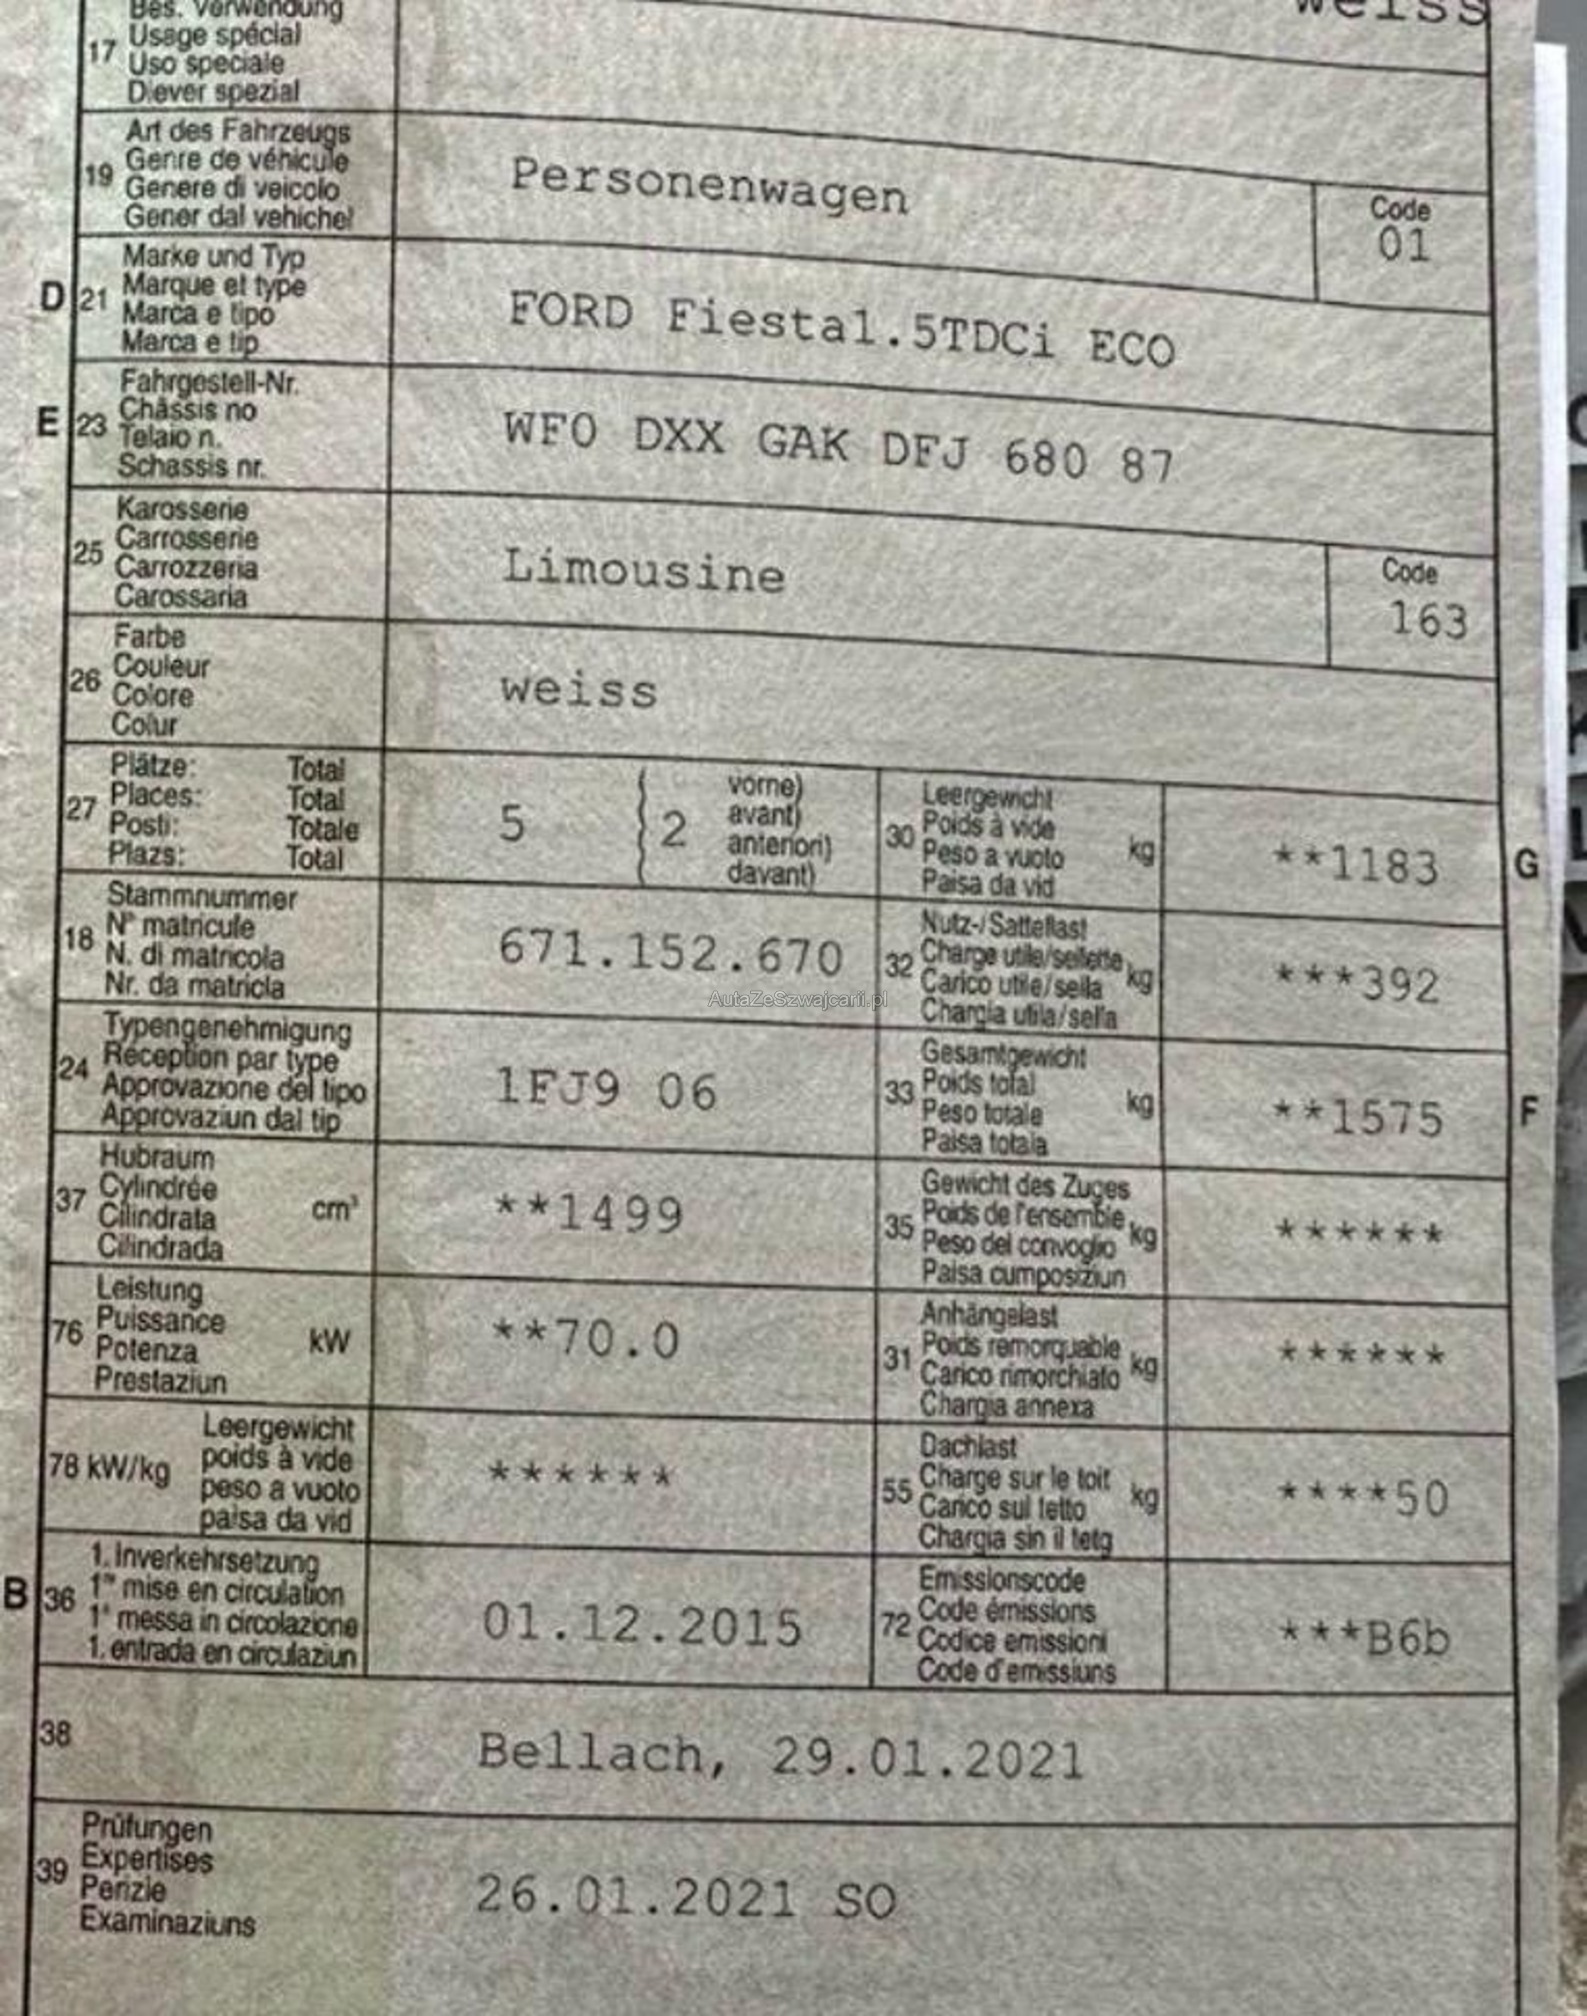 weiss
Bes. Verwendung
17 Usage spécial
Uso speciale
Diever spezial
Art des Fahrzeugs
19 Genre de véhicule
Genere di veicolo
Gener dal vehichel
Personenwagen
Code
01
Marke und Typ
D 21 Marque et type
Marca e tipo
Marca e tip
FORD Fiesta1.5TDCi ECO
Fahrgestell-Nr.
E 23 Châssis no
Telaio n.
Schassis nr.
WF0 DXX GAK DFJ 680 87
Karosserie
25 Carrosserie
Carrozzeria
Carossaria
Limousine
Code
163
Farbe
26 Couleur
Colore
Colur
weiss
Plätze: Total
27 Places: Total
Posti: Totale
Plazs: Total
5 { 2
vorne)
avant)
anteriori)
davant)
Leergewicht
30 Poids à vide
Peso a vuoto
Paisa da vid
kg
**1183
G
Stammnummer
18 N° matricule
N. di matricola
Nr. da matricla
671.152.670
Nutz-/Sattellast
32 Charge utile/sellette
Carico utile/sella
Chargia utila/sella
kg
***392
AutaZeSzwajcarii.pl
Typengenehmigung
24 Réception par type
Approvazione del tipo
Approvaziun dal tip
1FJ9 06
Gesamtgewicht
33 Poids total
Peso totale
Paisa totala
kg
**1575
F
Hubraum
37 Cylindrée
Cilindrata
Cilindrada
cm³
**1499
Gewicht des Zuges
35 Poids de l'ensemble
Peso del convoglio
Paisa cumposiziun
kg
******
Leistung
76 Puissance
Potenza
Prestaziun
kW
**70.0
Anhängelast
31 Poids remorquable
Carico rimorchiato
Chargia annexa
kg
******
78 kW/kg
Leergewicht
poids à vide
peso a vuoto
paisa da vid
******
Dachlast
55 Charge sur le toit
Carico sul tetto
Chargia sin il tetg
kg
****50
1. Inverkehrsetzung
B 36 1re mise en circulation
1a messa in circolazione
1. entrada en circulaziun
01.12.2015
Emissionscode
72 Code émissions
Codice emissioni
Code d'emissiuns
***B6b
38
Bellach, 29.01.2021
Prüfungen
39 Expertises
Perizie
Examinaziuns
26.01.2021 SO